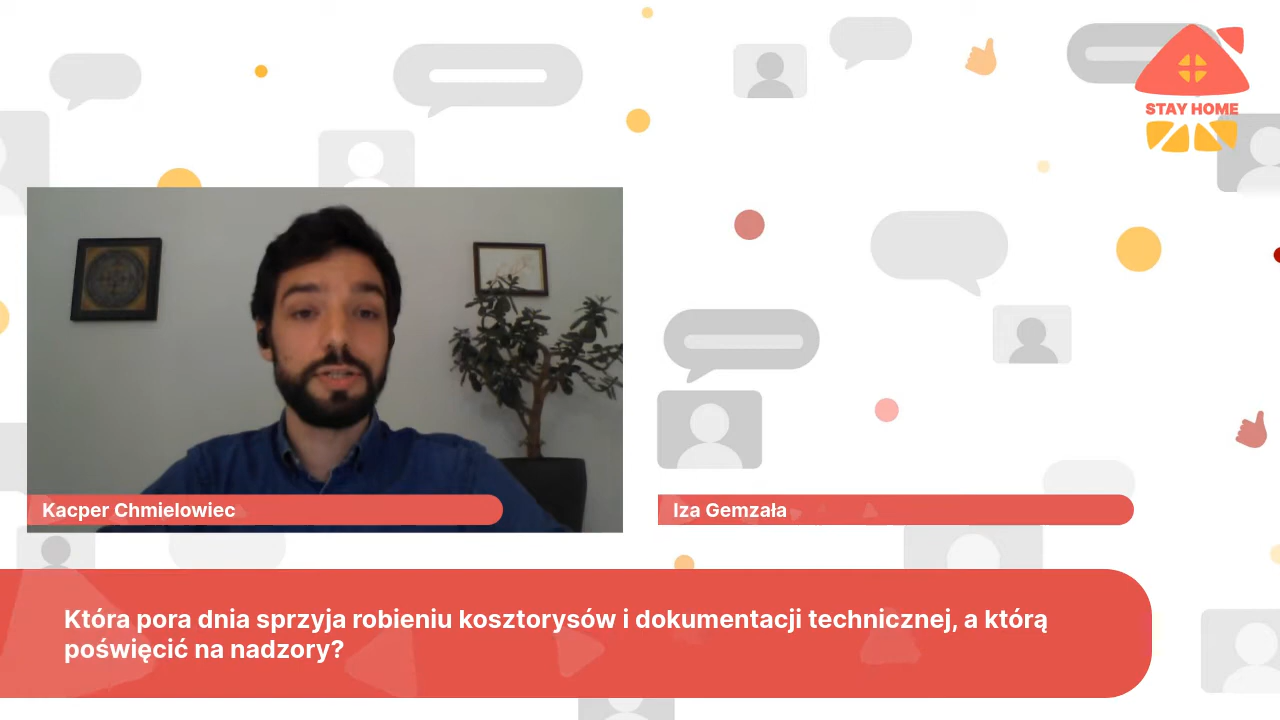 STAY HOME
Kacper Chmielowiec
Iza Gemzała
Która pora dnia sprzyja robieniu kosztorysów i dokumentacji technicznej, a którą
poświęcić na nadzory?